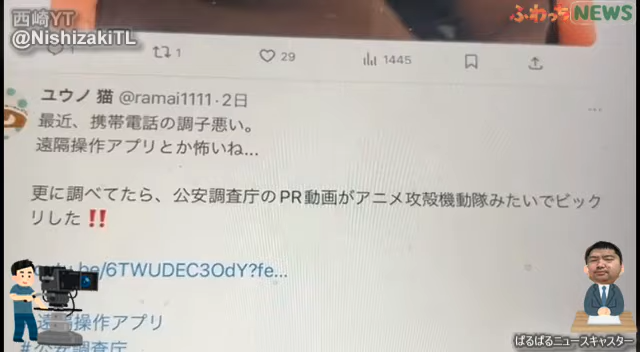 西崎YT
@NishizakiTL
ふわっちNEWS
1
29
1445
ユウノ 猫 @ramai1111·2日
最近、携帯電話の調子悪い。
遠隔操作アプリとか怖いね...
更に調べてたら、公安調査庁のPR動画がアニメ攻殻機動隊みたいでビック
リした‼️
be/6TWUDEC3OdY?fe...
遠隔操作アプリ
#公安調査庁
ぱるぱるニュースキャスター